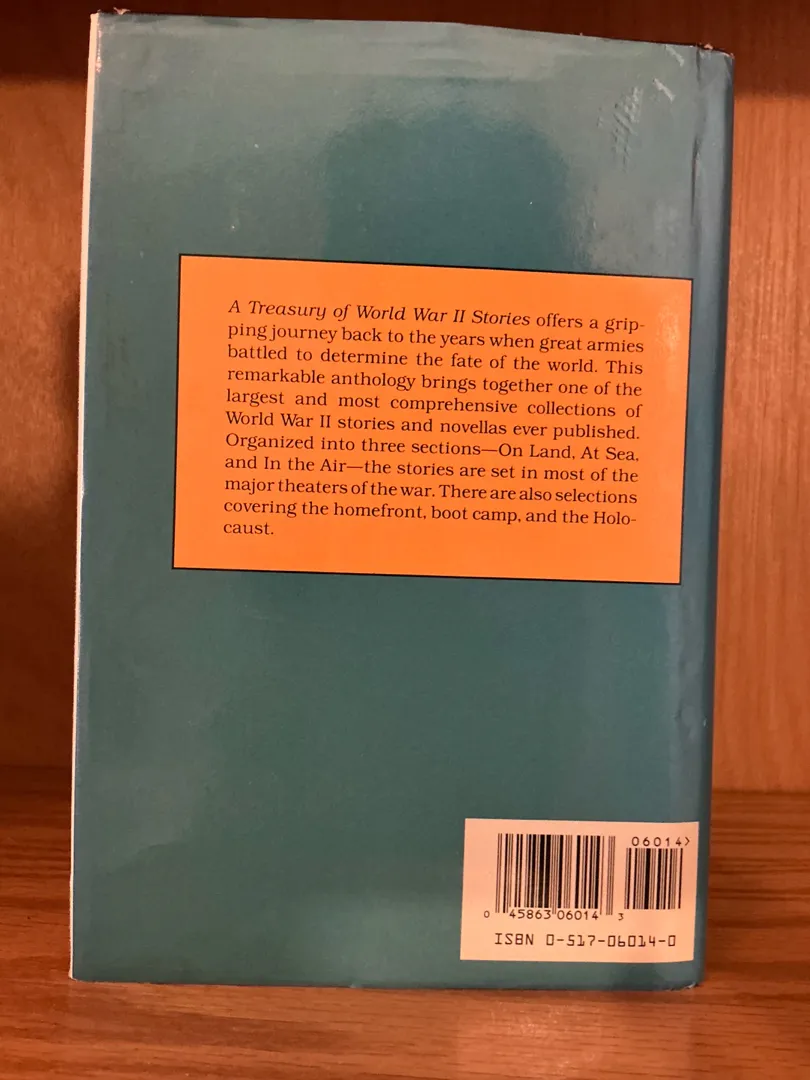 A Treasury of World War II Stories offers a grip-
ping journey back to the years when great armies
battled to determine the fate of the world. This
remarkable anthology brings together one of the
largest and most comprehensive collections of
World War II stories and novellas ever published.
Organized into three sections—On Land, At Sea,
and In the Air—the stories are set in most of the
major theaters of the war. There are also selections
covering the homefront, boot camp, and the Holo-
caust.
06014>
0 45863 06014 3
ISBN 0-517-06014-0